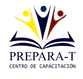 PREPARA-T
CENTRO DE CAPACITACIÓN